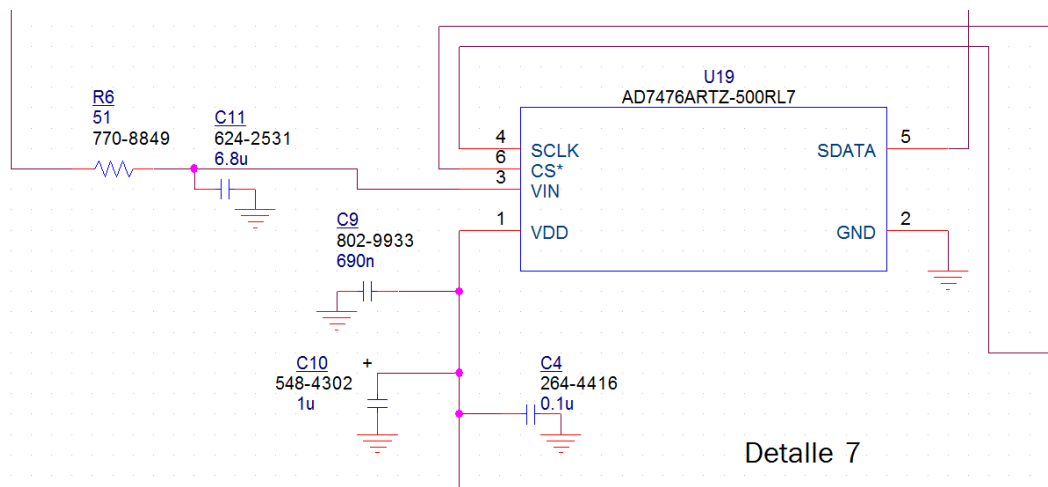 R6
51
770-8849
C11
624-2531
6.8u
U19
AD7476ARTZ-500RL7
4
SCLK
6
CS*
3
VIN
1
VDD
5
SDATA
2
GND
C9
802-9933
690n
C10
+
548-4302
1u
C4
264-4416
0.1u
Detalle 7